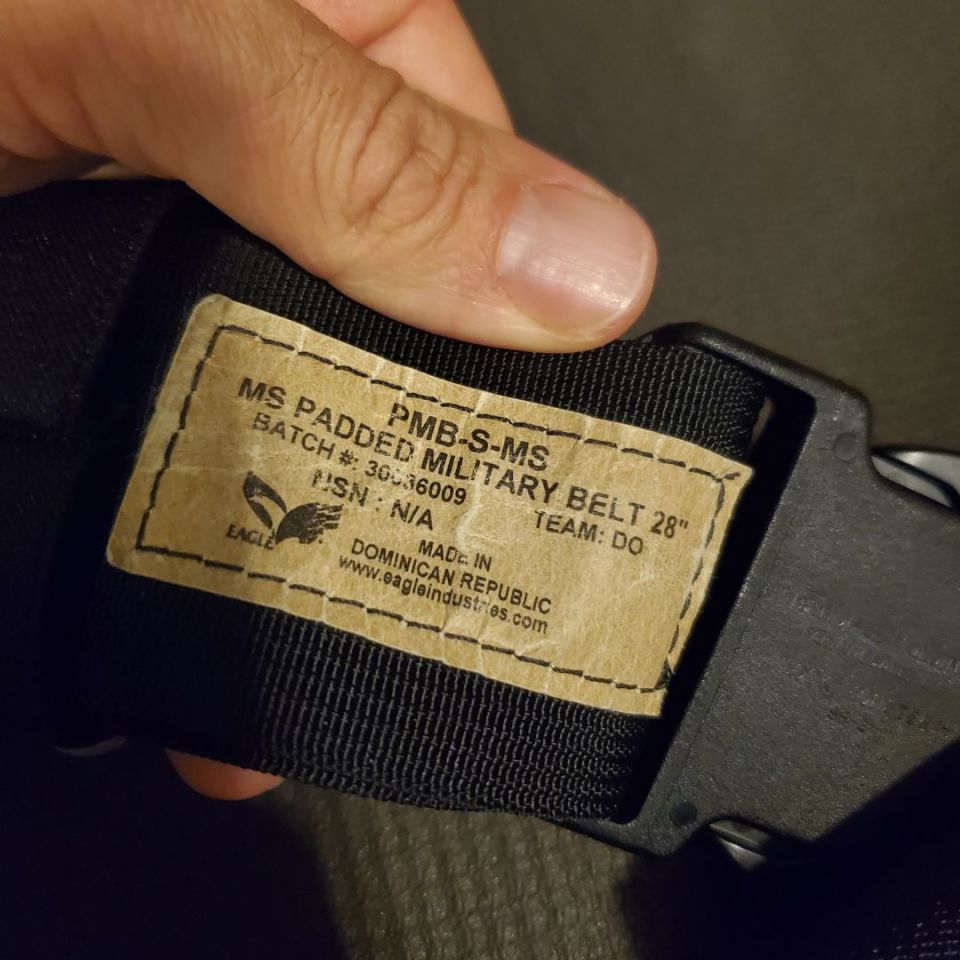 PMB-S-MS
MS PADDED MILITARY BELT 28"
BATCH #: 30036009 TEAM: DO
NSN : N/A
EAGLE
MADE IN
DOMINICAN REPUBLIC
www.eagleindustries.com